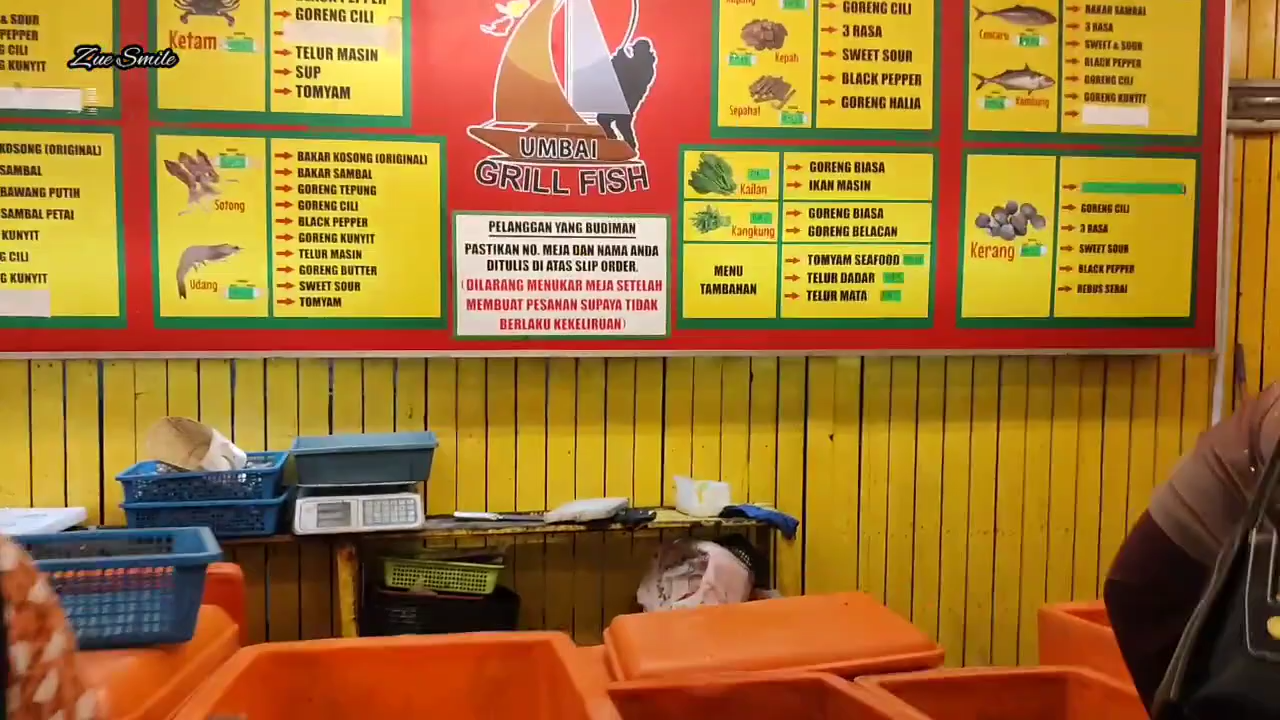 & SOUR
PEPPER
G CILI
G KUNYIT
Zue Smile
Ketam
BLACK PEPPER
GORENG CILI
TELUR MASIN
SUP
TOMYAM
KOSONG (ORIGINAL)
SAMBAL
BAWANG PUTIH
SAMBAL PETAI
KUNYIT
G CILI
G KUNYIT
Sotong
Udang
BAKAR KOSONG (ORIGINAL)
BAKAR SAMBAL
GORENG TEPUNG
GORENG CILI
BLACK PEPPER
GORENG KUNYIT
TELUR MASIN
GORENG BUTTER
SWEET SOUR
TOMYAM
UMBAI
GRILL FISH
PELANGGAN YANG BUDIMAN
PASTIKAN NO. MEJA DAN NAMA ANDA
DITULIS DI ATAS SLIP ORDER.
(DILARANG MENUKAR MEJA SETELAH
MEMBUAT PESANAN SUPAYA TIDAK
BERLAKU KEKELIRUAN)
Kepah
Sepahat
GORENG CILI
3 RASA
SWEET SOUR
BLACK PEPPER
GORENG HALIA
Kailan
GORENG BIASA
IKAN MASIN
Kangkung
GORENG BIASA
GORENG BELACAN
MENU
TAMBAHAN
TOMYAM SEAFOOD
TELUR DADAR
TELUR MATA
Cencaru
Kembung
BAKAR SAMBAL
3 RASA
SWEET & SOUR
BLACK PEPPER
GORENG CILI
GORENG KUNYIT
Kerang
GORENG CILI
3 RASA
SWEET SOUR
BLACK PEPPER
REBUS SERAI